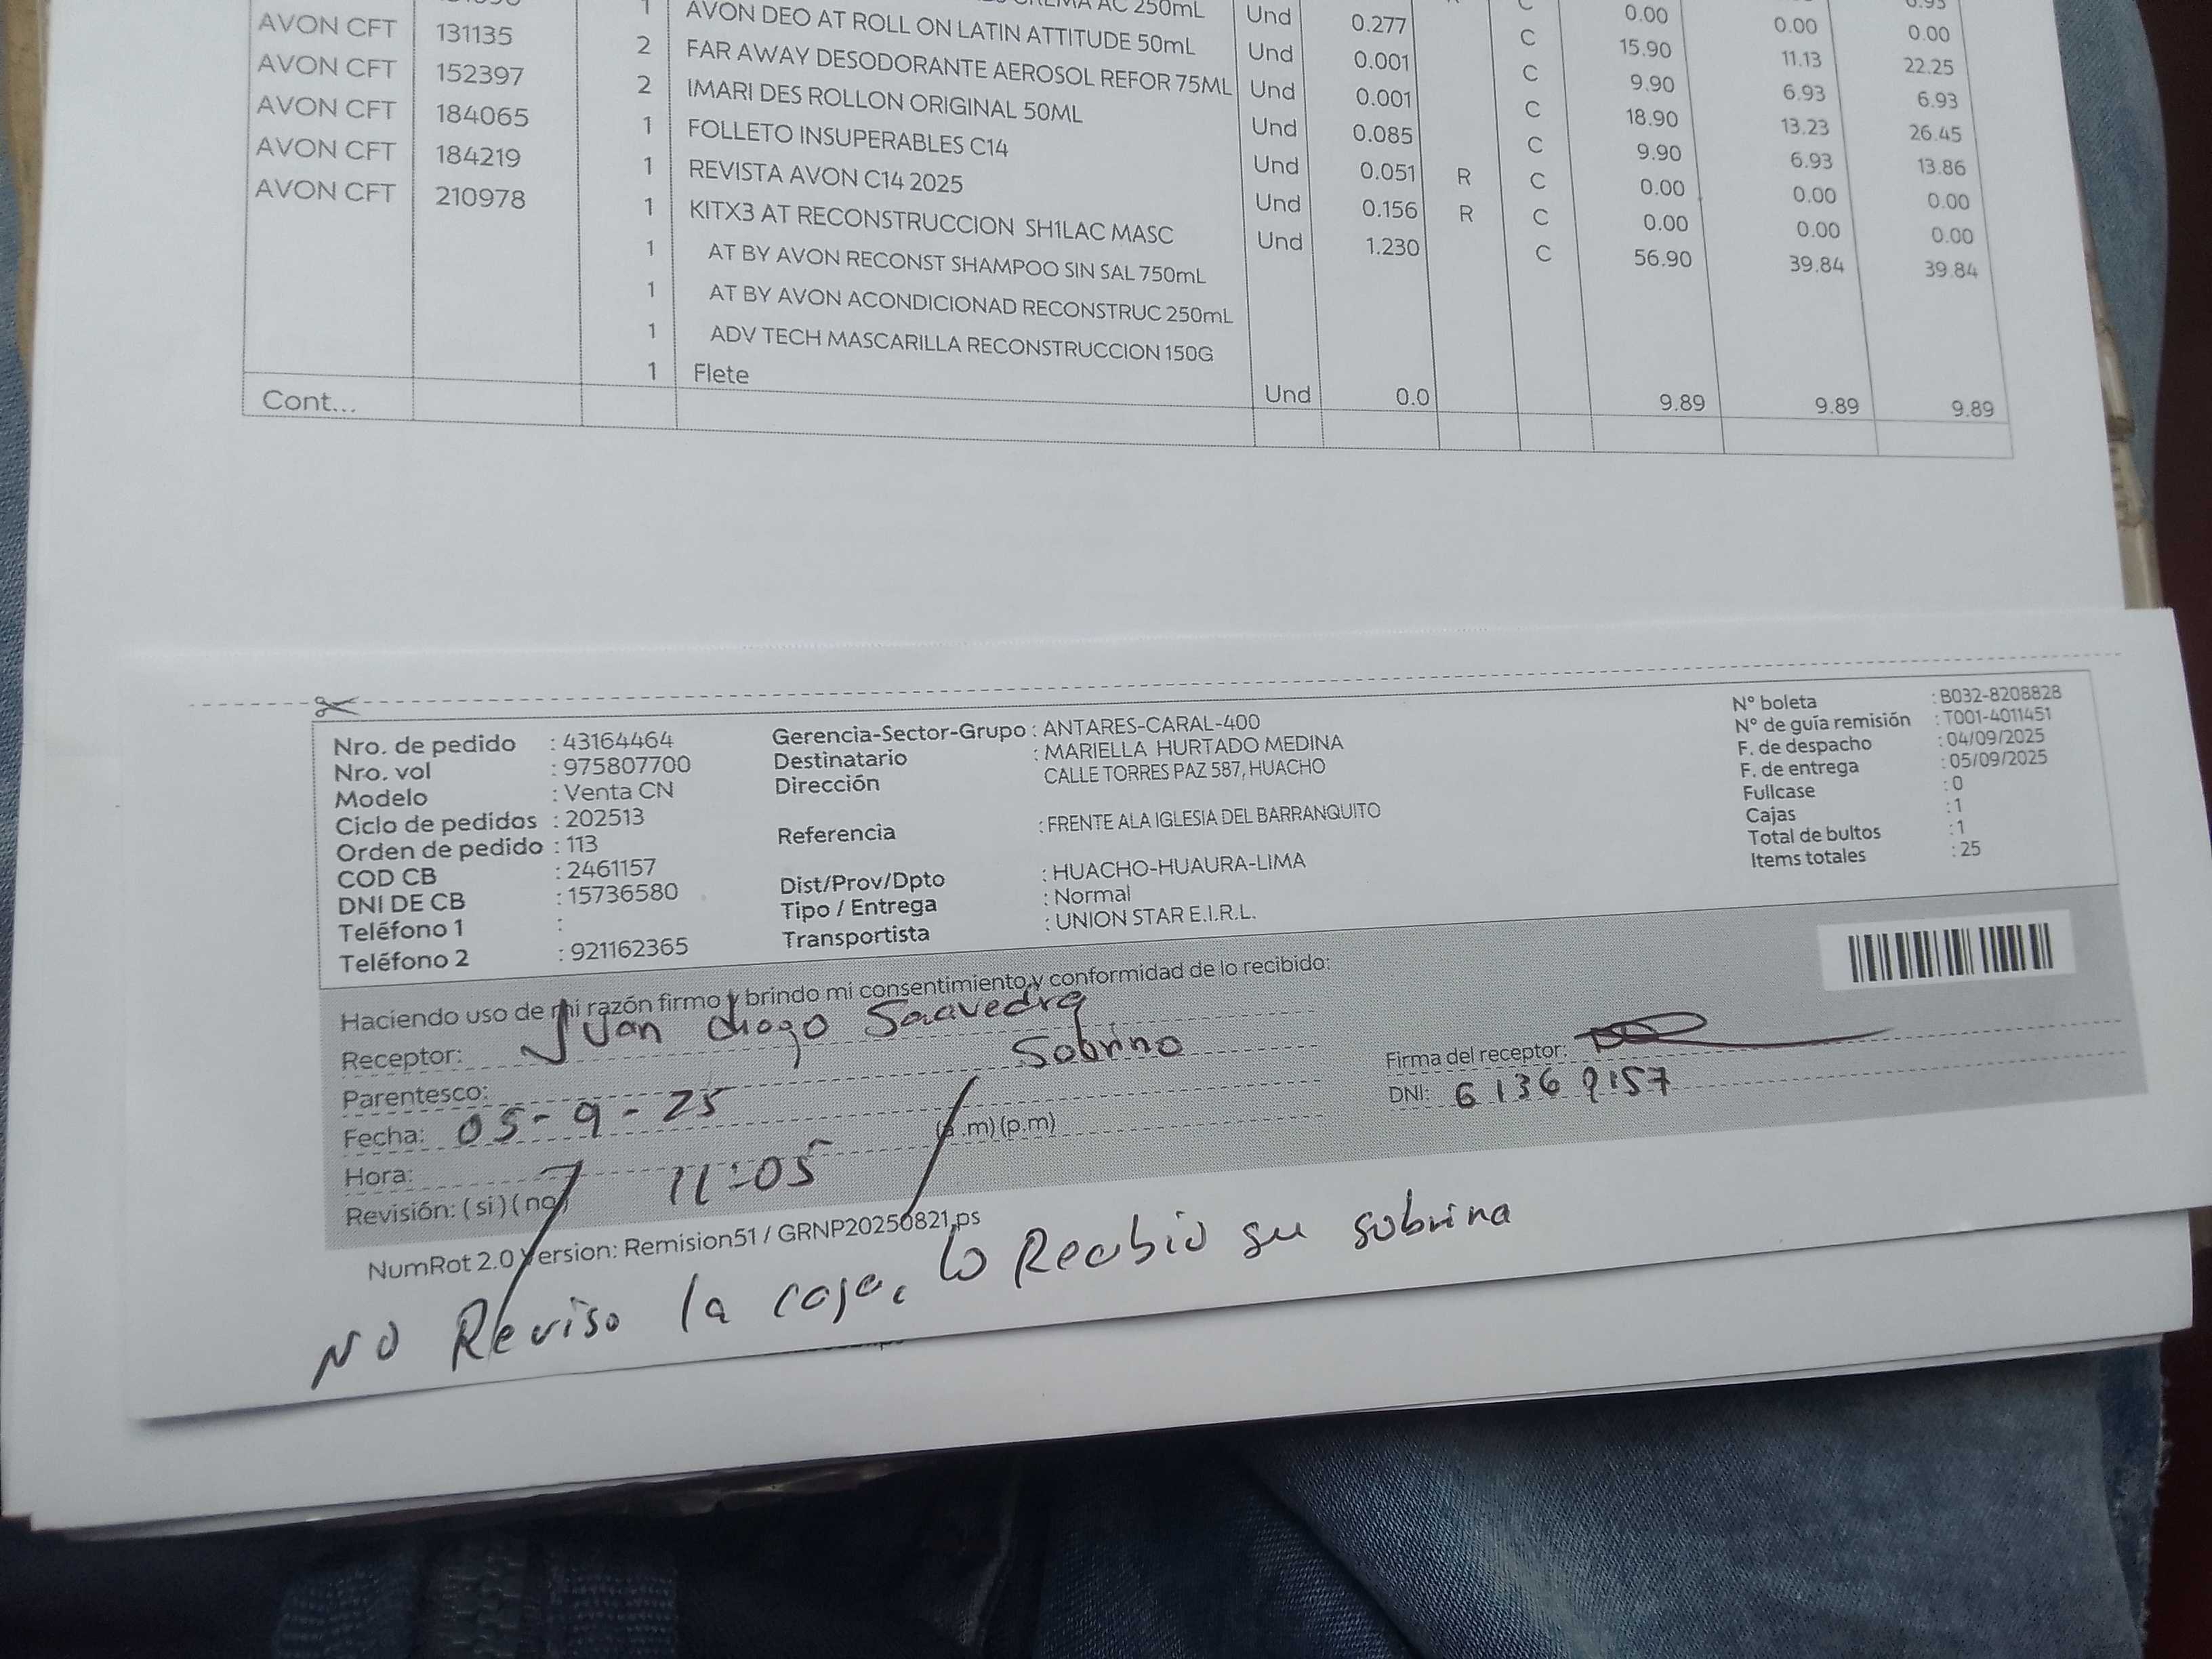 AC 250mL Und 0.277 C 0.00 0.00 0.00
AVON CFT 131135 1 AVON DEO AT ROLL ON LATIN ATTITUDE 50mL Und 0.001 C 15.90 11.13 22.25
AVON CFT 152397 2 FAR AWAY DESODORANTE AEROSOL REFOR 75ML Und 0.001 C 9.90 6.93 6.93
AVON CFT 184065 2 IMARI DES ROLLON ORIGINAL 50ML Und 0.085 C 18.90 13.23 26.45
AVON CFT 184219 1 FOLLETO INSUPERABLES C14 Und 0.051 R C 9.90 6.93 13.86
AVON CFT 210978 1 REVISTA AVON C14 2025 Und 0.156 R C 0.00 0.00 0.00
1 KITX3 AT RECONSTRUCCION SH1LAC MASC Und 1.230 C 0.00 0.00 0.00
1 AT BY AVON RECONST SHAMPOO SIN SAL 750mL 56.90 39.84 39.84
1 AT BY AVON ACONDICIONAD RECONSTRUC 250mL
1 ADV TECH MASCARILLA RECONSTRUCCION 150G
1 Flete Und 0.0 9.89 9.89 9.89
Cont...
Nro. de pedido : 43164464 Gerencia-Sector-Grupo : ANTARES-CARAL-400 N° boleta : B032-8208828
Nro. vol : 975807700 Destinatario : MARIELLA HURTADO MEDINA N° de guía remisión : T001-4011451
Modelo : Venta CN Dirección CALLE TORRES PAZ 587, HUACHO F. de despacho : 04/09/2025
Ciclo de pedidos : 202513 F. de entrega : 05/09/2025
Orden de pedido : 113 Referencia : FRENTE ALA IGLESIA DEL BARRANQUITO Fullcase : 0
COD CB : 2461157 Cajas : 1
DNI DE CB : 15736580 Dist/Prov/Dpto : HUACHO-HUAURA-LIMA Total de bultos : 1
Teléfono 1 : Tipo / Entrega : Normal Items totales : 25
Teléfono 2 : 921162365 Transportista : UNION STAR E.I.R.L.
Haciendo uso de mi razón firmo y brindo mi consentimiento y conformidad de lo recibido:
Receptor: Juan diogo Saavedra
Parentesco: Sobrino Firma del receptor:
Fecha: 05-9-25 DNI: 61369157
Hora: 11:05 (a.m) (p.m)
Revisión: (si) (no)
NumRot 2.0 Version: Remision51 / GRNP20250821.ps
NO Reviso la caja, lo Recibio su sobrina